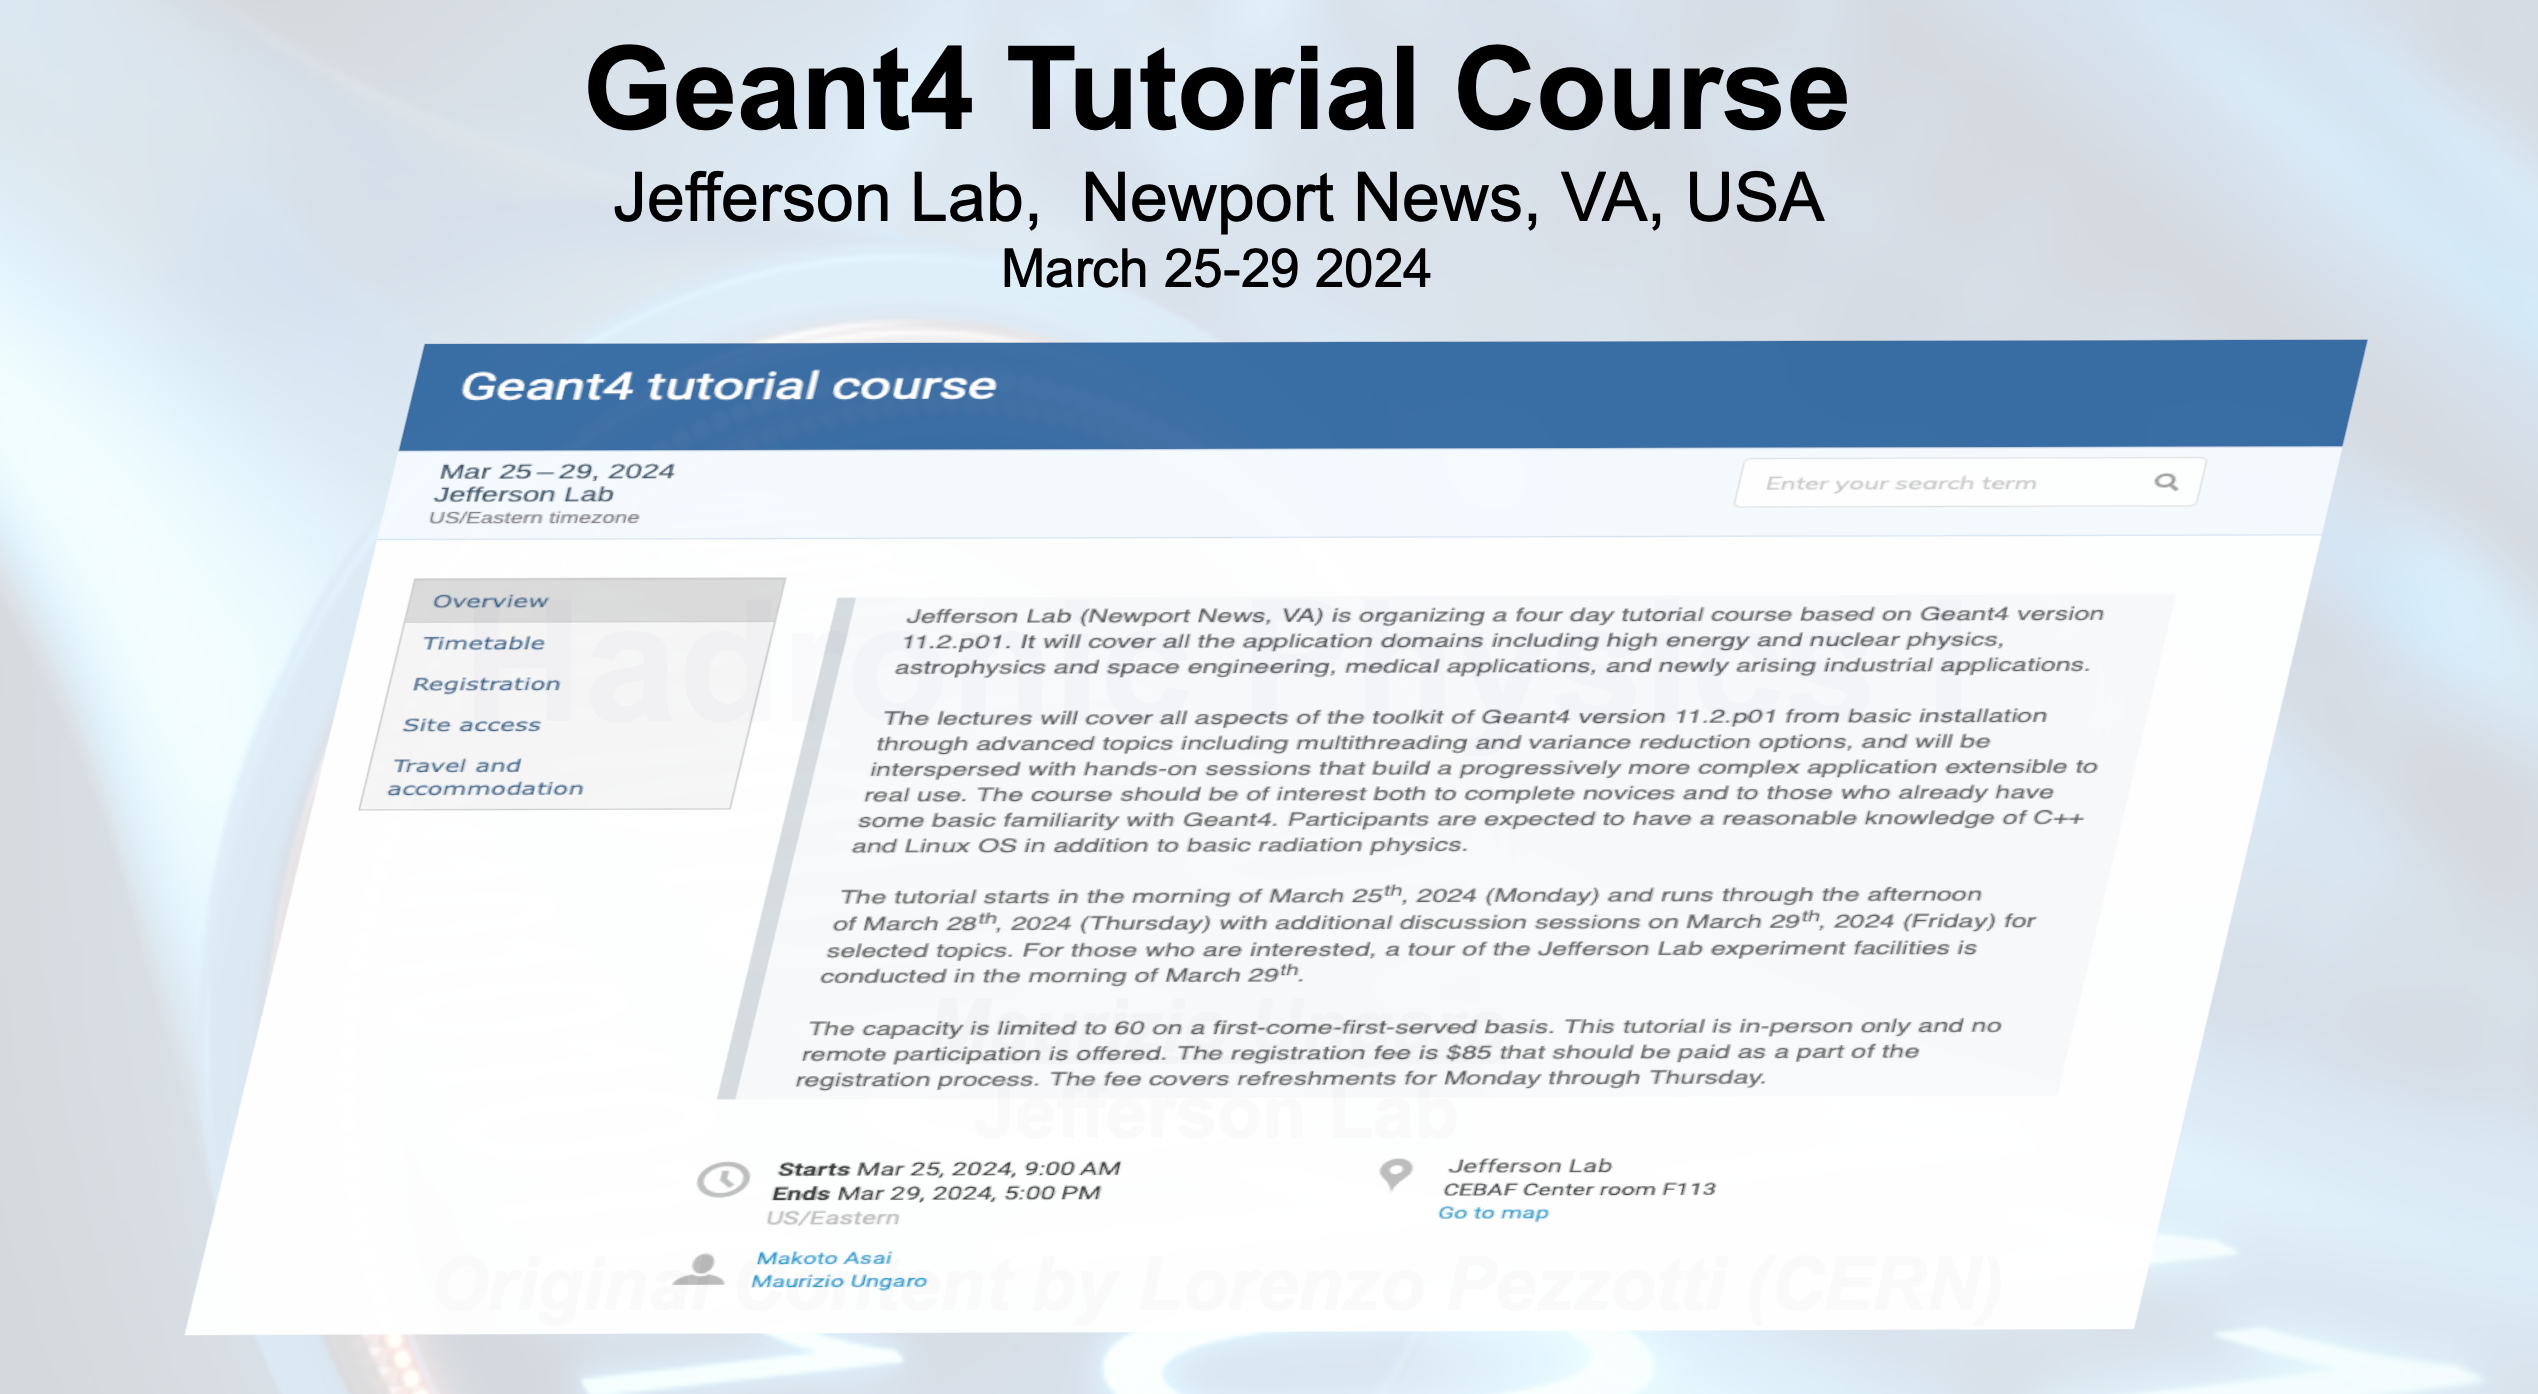 Geant4 Tutorial Course
Jefferson Lab,  Newport News, VA, USA
March 25-29 2024
Geant4 tutorial course
Mar 25 – 29, 2024
Jefferson Lab
US/Eastern timezone
Enter your search term
Overview
Timetable
Registration
Site access
Travel and
accommodation
Jefferson Lab (Newport News, VA) is organizing a four day tutorial course based on Geant4 version
11.2.p01. It will cover all the application domains including high energy and nuclear physics,
astrophysics and space engineering, medical applications, and newly arising industrial applications.
The lectures will cover all aspects of the toolkit of Geant4 version 11.2.p01 from basic installation
through advanced topics including multithreading and variance reduction options, and will be
interspersed with hands-on sessions that build a progressively more complex application extensible to
real use. The course should be of interest both to complete novices and to those who already have
some basic familiarity with Geant4. Participants are expected to have a reasonable knowledge of C++
and Linux OS in addition to basic radiation physics.
The tutorial starts in the morning of March 25th, 2024 (Monday) and runs through the afternoon
of March 28th, 2024 (Thursday) with additional discussion sessions on March 29th, 2024 (Friday) for
selected topics. For those who are interested, a tour of the Jefferson Lab experiment facilities is
conducted in the morning of March 29th.
The capacity is limited to 60 on a first-come-first-served basis. This tutorial is in-person only and no
remote participation is offered. The registration fee is $85 that should be paid as a part of the
registration process. The fee covers refreshments for Monday through Thursday.
Starts Mar 25, 2024, 9:00 AM
Ends Mar 29, 2024, 5:00 PM
US/Eastern
Jefferson Lab
CEBAF Center room F113
Go to map
Makoto Asai
Maurizio Ungaro
Hadronic Physics I
Maurizio Ungaro
Jefferson Lab
Original Content by Lorenzo Pezzotti (CERN)